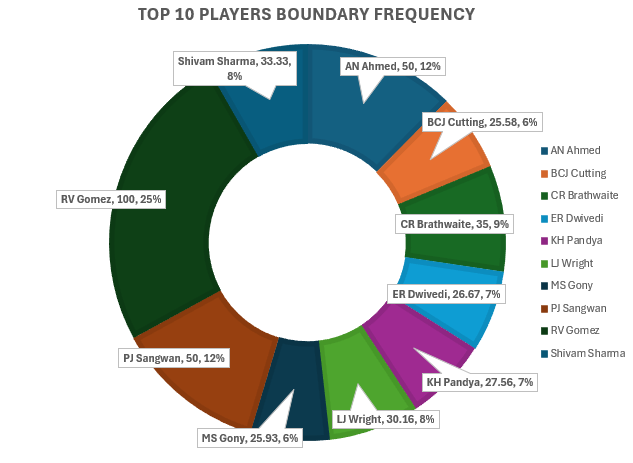 TOP 10 PLAYERS BOUNDARY FREQUENCY
Shivam Sharma, 33.33,
8%
AN Ahmed, 50, 12%
BCJ Cutting, 25.58, 6%
CR Brathwaite, 35, 9%
ER Dwivedi, 26.67, 7%
KH Pandya, 27.56, 7%
LJ Wright, 30.16, 8%
MS Gony, 25.93, 6%
PJ Sangwan, 50, 12%
RV Gomez, 100, 25%
AN Ahmed
BCJ Cutting
CR Brathwaite
ER Dwivedi
KH Pandya
LJ Wright
MS Gony
PJ Sangwan
RV Gomez
Shivam Sharma